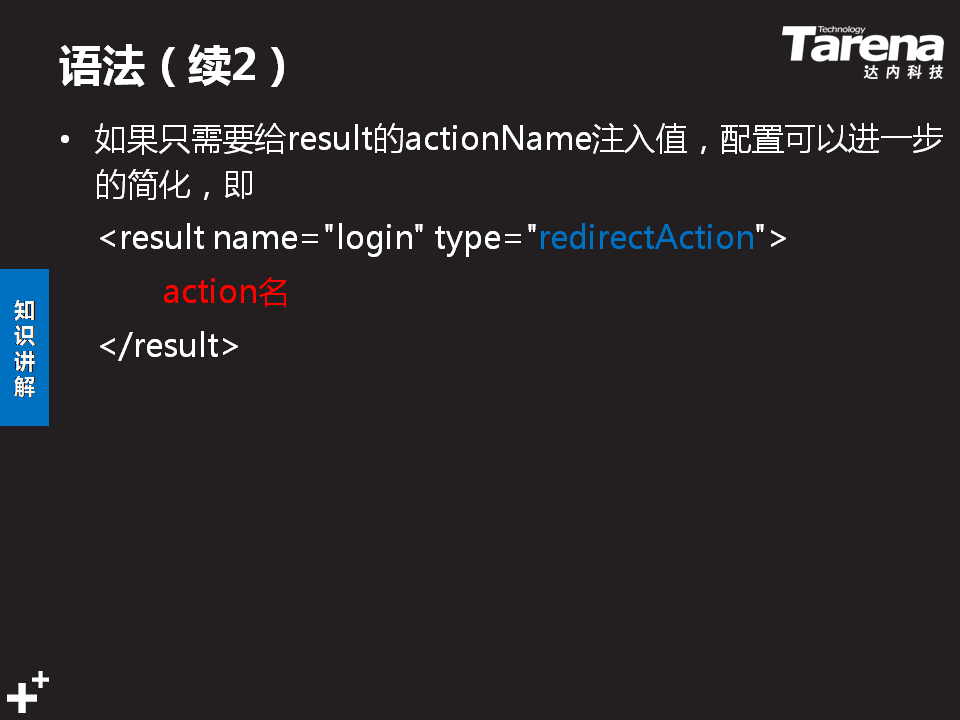 语法（续2）
Technology
Tarena
达内科技
• 如果只需要给result的actionName注入值，配置可以进一步
的简化，即
<result name="login" type="redirectAction">
action名
</result>
知识讲解